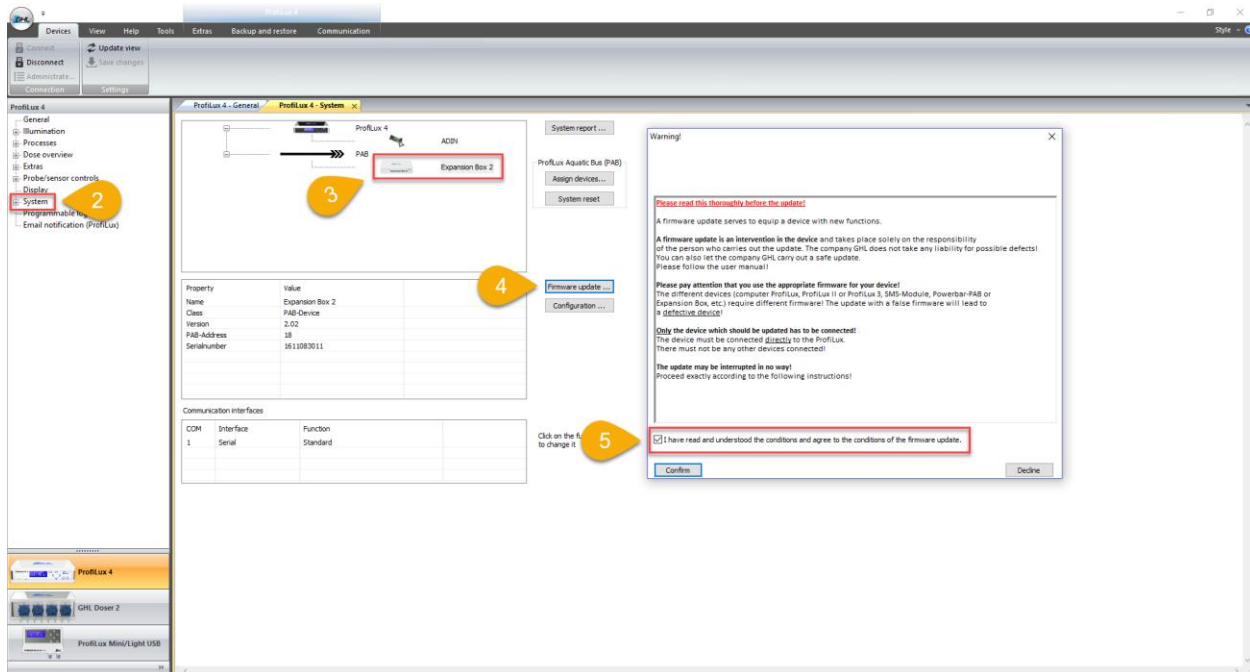 GHL
ProfiLux 4
Devices View Help Tools Extras Backup and restore Communication
Style
Connect
Disconnect
Administrate...
Connection
Update view
Save changes
Settings
ProfiLux 4
General
Illumination
Processes
Dose overview
Extras
Probe/sensor controls
Display
System
Programmable
Email notification (ProfiLux)
2
ProfiLux 4 - General
ProfiLux 4 - System
ProfiLux 4
ADIN
PAB
Expansion Box 2
3
System report ...
ProfiLux Aquatic Bus (PAB)
Assign devices...
System reset
Property Value
Name Expansion Box 2
Class PAB-Device
Version 2.02
PAB-Address 18
Serialnumber 1611083011
4
Firmware update ...
Configuration ...
Communication interfaces
COM Interface Function
1 Serial Standard
Click on the
to change it
5
Warning!
Please read this thoroughly before the update!
A firmware update serves to equip a device with new functions.
A firmware update is an intervention in the device and takes place solely on the responsibility
of the person who carries out the update. The company GHL does not take any liability for possible defects!
You can also let the company GHL carry out a safe update.
Please follow the user manual!
Please pay attention that you use the appropriate firmware for your device!
The different devices (computer ProfiLux, ProfiLux II or ProfiLux 3, SMS-Module, Powerbar-PAB or
Expansion Box, etc.) require different firmware! The update with a false firmware will lead to
a defective device!
Only the device which should be updated has to be connected!
The device must be connected directly to the ProfiLux.
There must not be any other devices connected!
The update may be interrupted in no way!
Proceed exactly according to the following instructions!
I have read and understood the conditions and agree to the conditions of the firmware update.
Confirm
Decline
ProfiLux 4
GHL Doser 2
ProfiLux Mini/Light USB